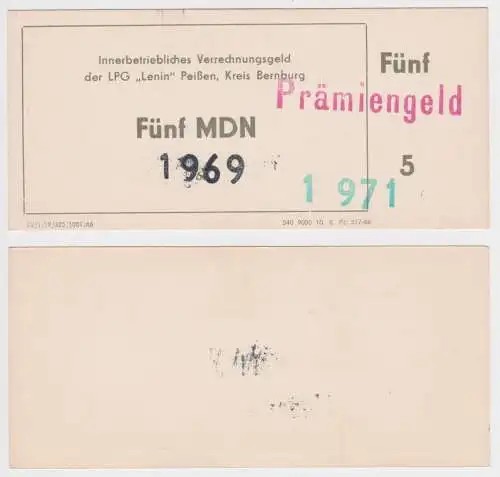 Innerbetriebliches Verrechnungsgeld
der LPG „Lenin“ Peißen, Kreis Bernburg
Fünf
Prämiengeld
Fünf MDN
1969
5
1 971